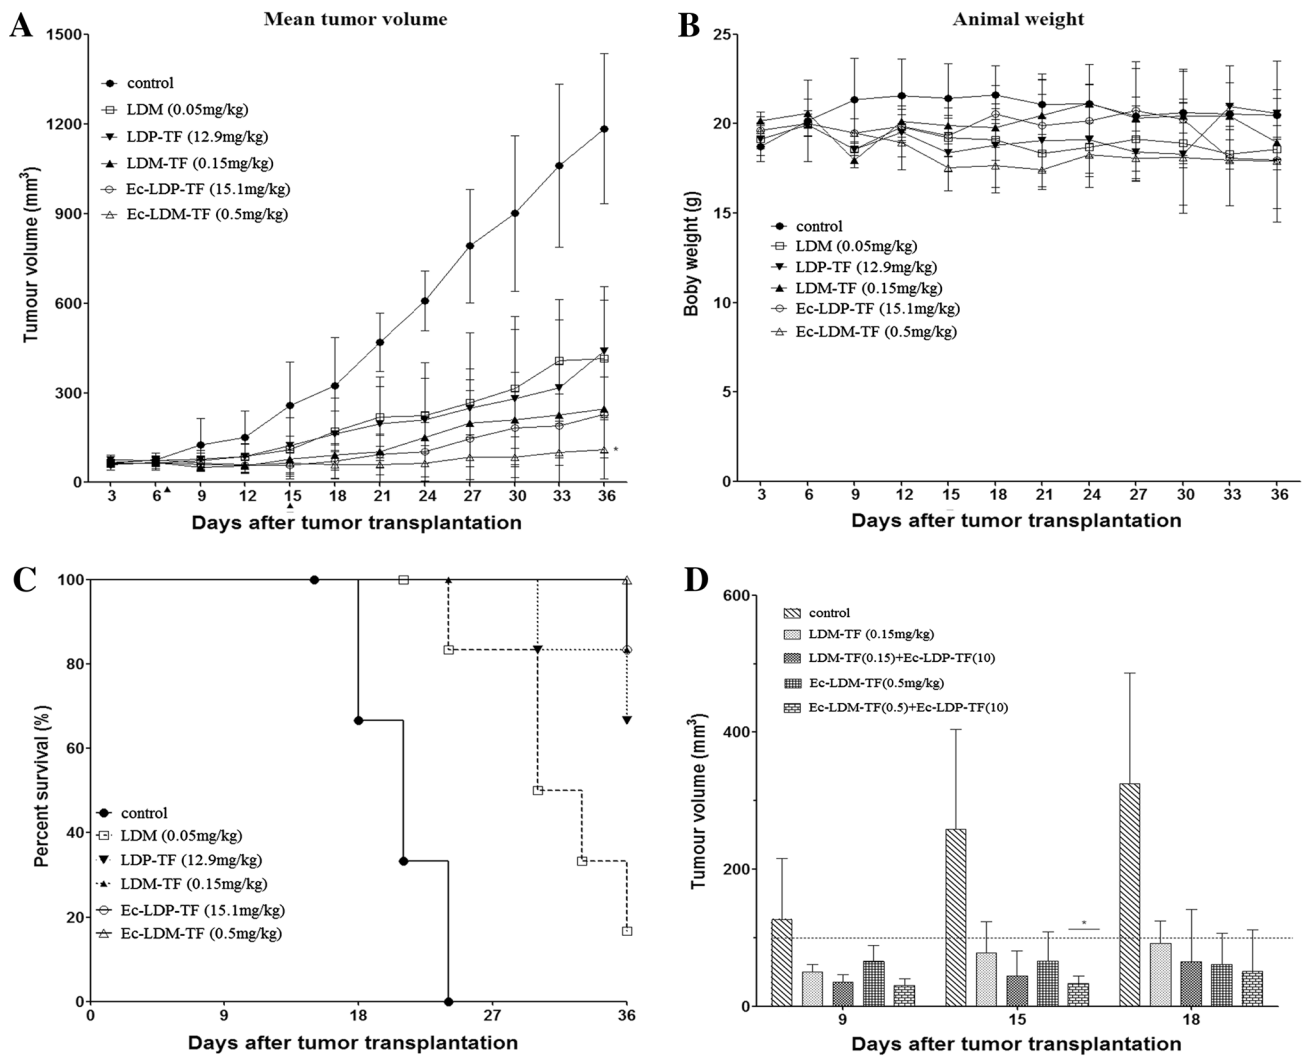 A
Mean tumor volume
1500
1200
900
600
300
0
Tumour volume (mm3)
control
LDM (0.05mg/kg)
LDP-TF (12.9mg/kg)
LDM-TF (0.15mg/kg)
Ec-LDP-TF (15.1mg/kg)
Ec-LDM-TF (0.5mg/kg)
*
3 6 9 12 15 18 21 24 27 30 33 36
Days after tumor transplantation
B
Animal weight
25
20
15
10
5
0
Boby weight (g)
control
LDM (0.05mg/kg)
LDP-TF (12.9mg/kg)
LDM-TF (0.15mg/kg)
Ec-LDP-TF (15.1mg/kg)
Ec-LDM-TF (0.5mg/kg)
3 6 9 12 15 18 21 24 27 30 33 36
Days after tumor transplantation
C
100
80
60
40
20
0
Percent survival (%)
control
LDM (0.05mg/kg)
LDP-TF (12.9mg/kg)
LDM-TF (0.15mg/kg)
Ec-LDP-TF (15.1mg/kg)
Ec-LDM-TF (0.5mg/kg)
0 9 18 27 36
Days after tumor transplantation
D
600
400
200
0
Tumour volume (mm3)
control
LDM-TF (0.15mg/kg)
LDM-TF(0.15)+Ec-LDP-TF(10)
Ec-LDM-TF(0.5mg/kg)
Ec-LDM-TF(0.5)+Ec-LDP-TF(10)
*
9 15 18
Days after tumor transplantation